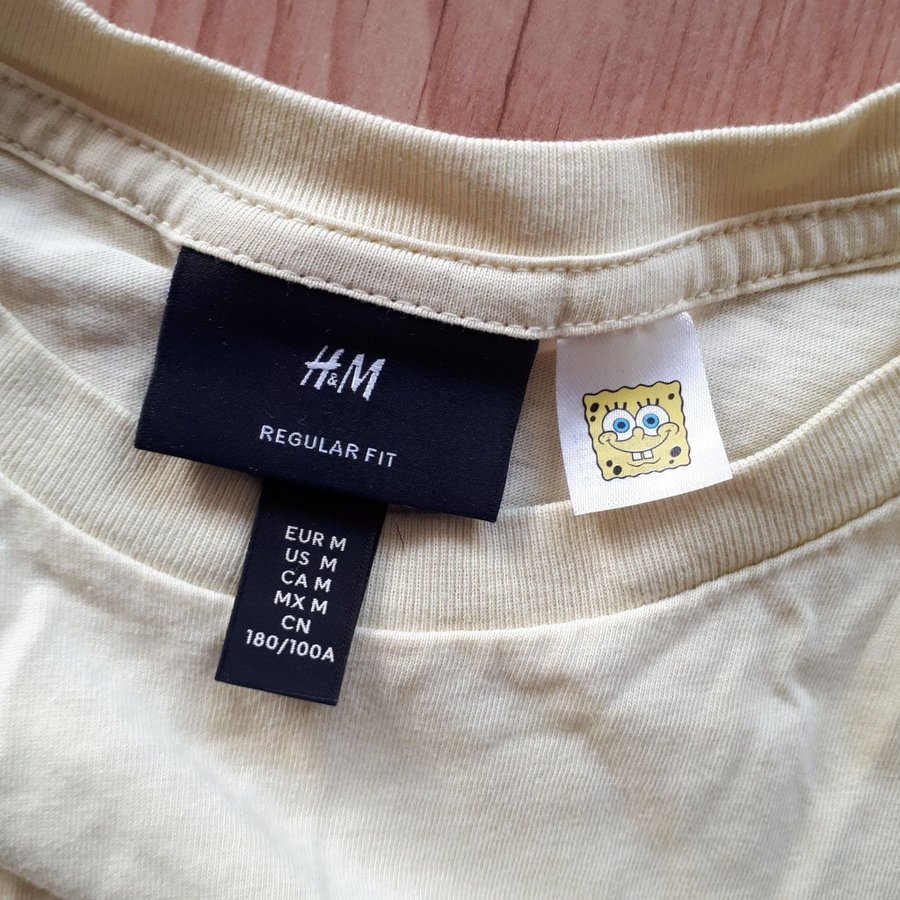 H&M
REGULAR FIT
EUR M
US M
CA M
MX M
CN
180/100A